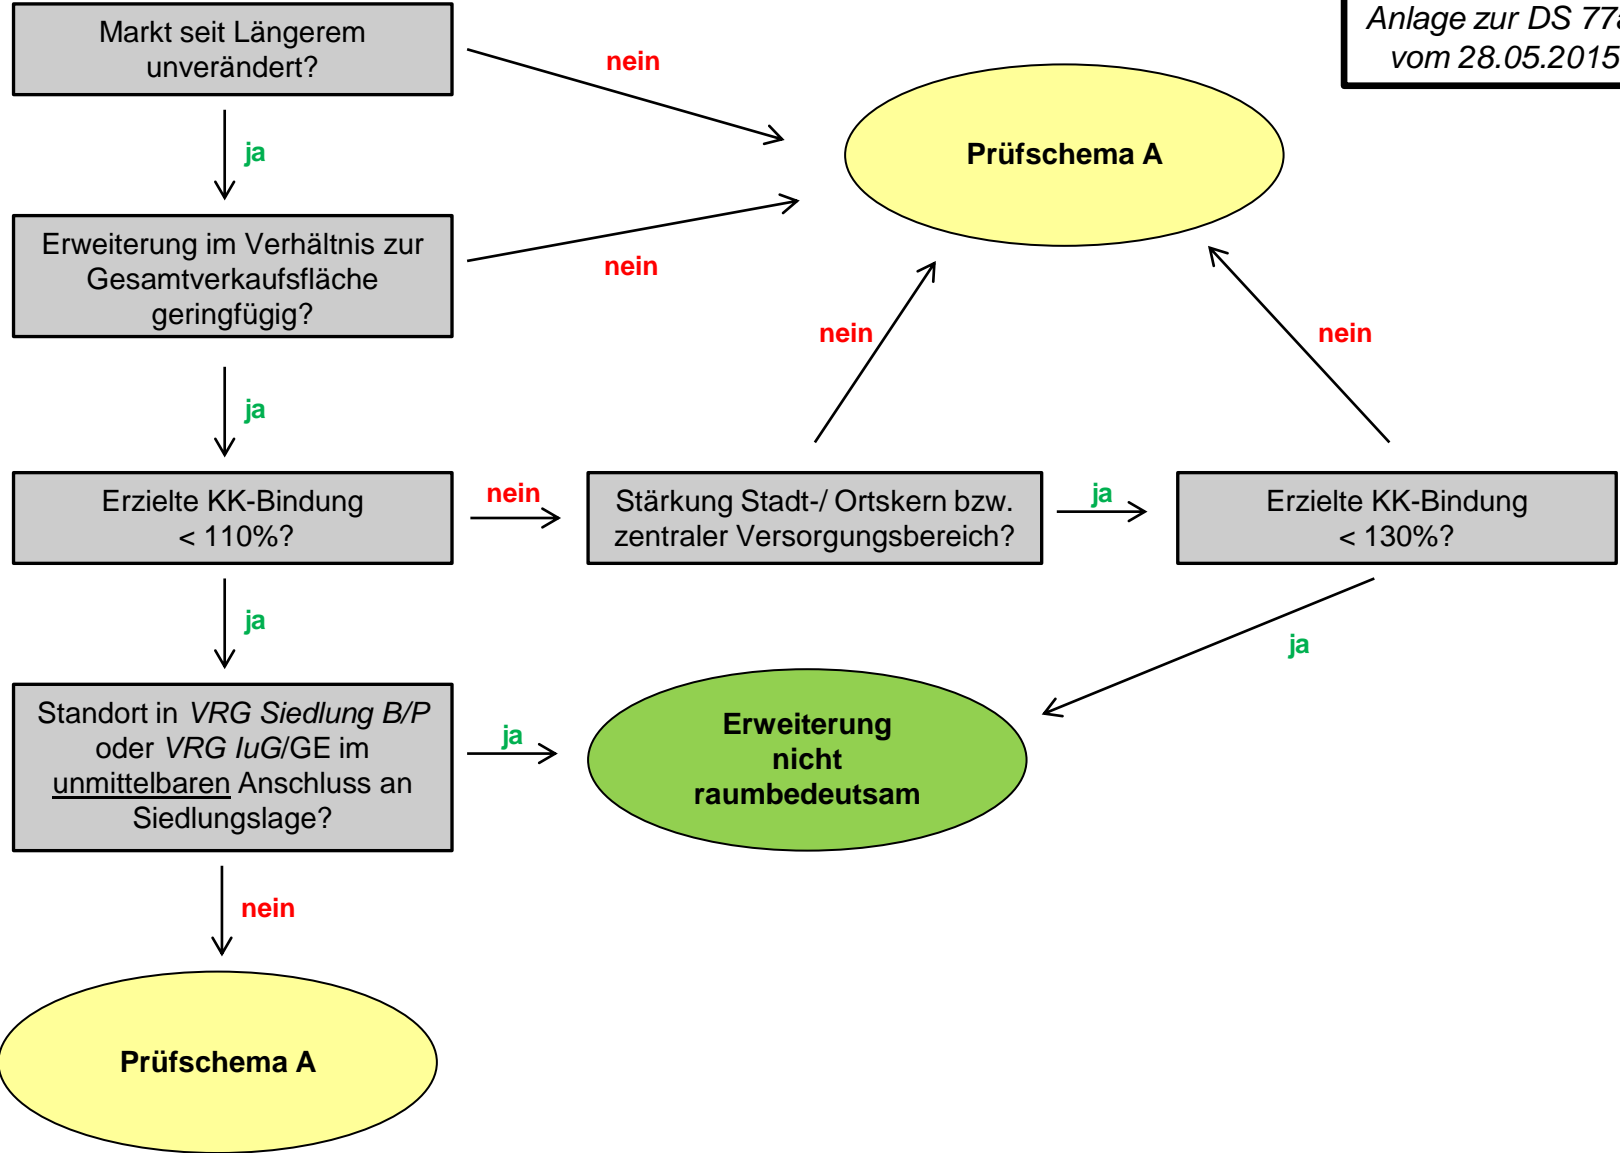 Anlage zur DS
vom 28.05.2015
Markt seit Längerem
unverändert?
nein
Prüfschema A
ja
Erweiterung im Verhältnis zur
Gesamtverkaufsfläche
geringfügig?
nein
nein
nein
ja
Erzielte KK-Bindung
< 110%?
nein
Stärkung Stadt-/ Ortskern bzw.
zentraler Versorgungsbereich?
ja
Erzielte KK-Bindung
< 130%?
ja
ja
Standort in VRG Siedlung B/P
oder VRG IuG/GE im
unmittelbaren Anschluss an
Siedlungslage?
ja
Erweiterung
nicht
raumbedeutsam
nein
Prüfschema A